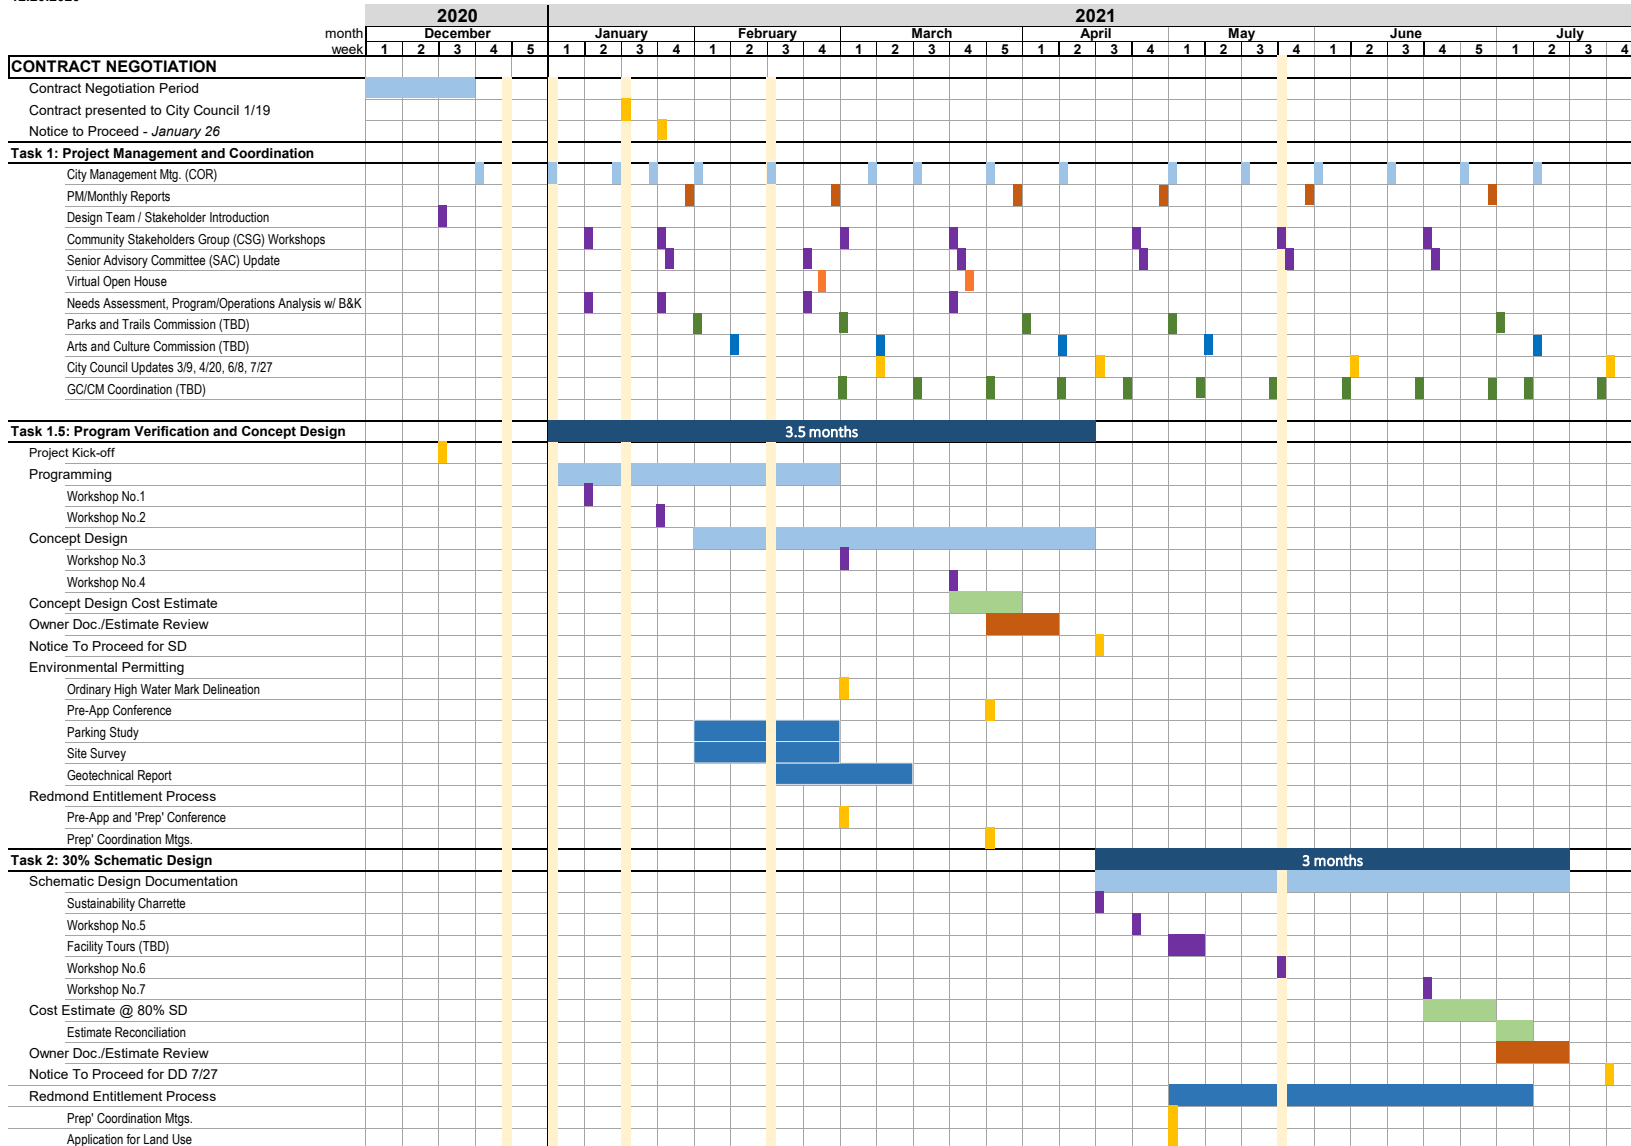 2020 2021
month December January February March April May June July
week 1 2 3 4 5 1 2 3 4 1 2 3 4 1 2 3 4 5 1 2 3 4 1 2 3 4 1 2 3 4 5 1 2 3 4
CONTRACT NEGOTIATION
Contract Negotiation Period
Contract presented to City Council 1/19
Notice to Proceed - January 26
Task 1: Project Management and Coordination
City Management Mtg. (COR)
PM/Monthly Reports
Design Team / Stakeholder Introduction
Community Stakeholders Group (CSG) Workshops
Senior Advisory Committee (SAC) Update
Virtual Open House
Needs Assessment, Program/Operations Analysis w/ B&K
Parks and Trails Commission (TBD)
Arts and Culture Commission (TBD)
City Council Updates 3/9, 4/20, 6/8, 7/27
GC/CM Coordination (TBD)
Task 1.5: Program Verification and Concept Design 3.5 months
Project Kick-off
Programming
Workshop No.1
Workshop No.2
Concept Design
Workshop No.3
Workshop No.4
Concept Design Cost Estimate
Owner Doc./Estimate Review
Notice To Proceed for SD
Environmental Permitting
Ordinary High Water Mark Delineation
Pre-App Conference
Parking Study
Site Survey
Geotechnical Report
Redmond Entitlement Process
Pre-App and 'Prep' Conference
Prep' Coordination Mtgs.
Task 2: 30% Schematic Design 3 months
Schematic Design Documentation
Sustainability Charrette
Workshop No.5
Facility Tours (TBD)
Workshop No.6
Workshop No.7
Cost Estimate @ 80% SD
Estimate Reconciliation
Owner Doc./Estimate Review
Notice To Proceed for DD 7/27
Redmond Entitlement Process
Prep' Coordination Mtgs.
Application for Land Use